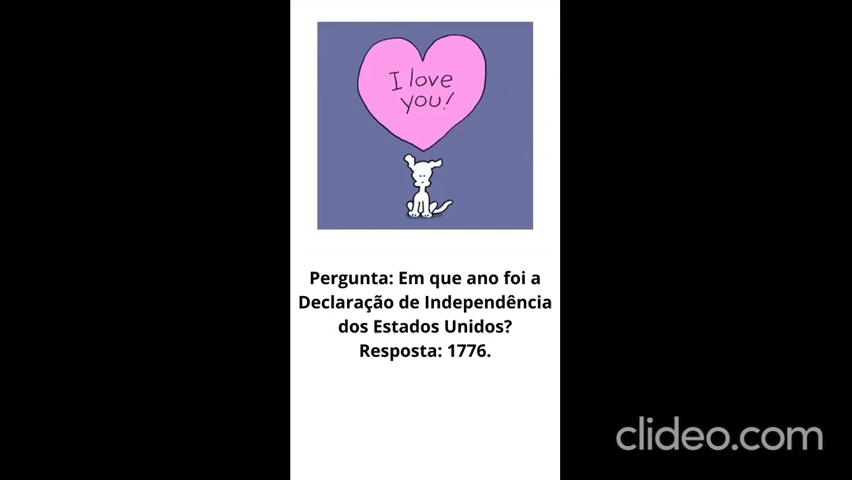 I love
you!
Pergunta: Em que ano foi a
Declaração de Independência
dos Estados Unidos?
Resposta: 1776.
clideo.com